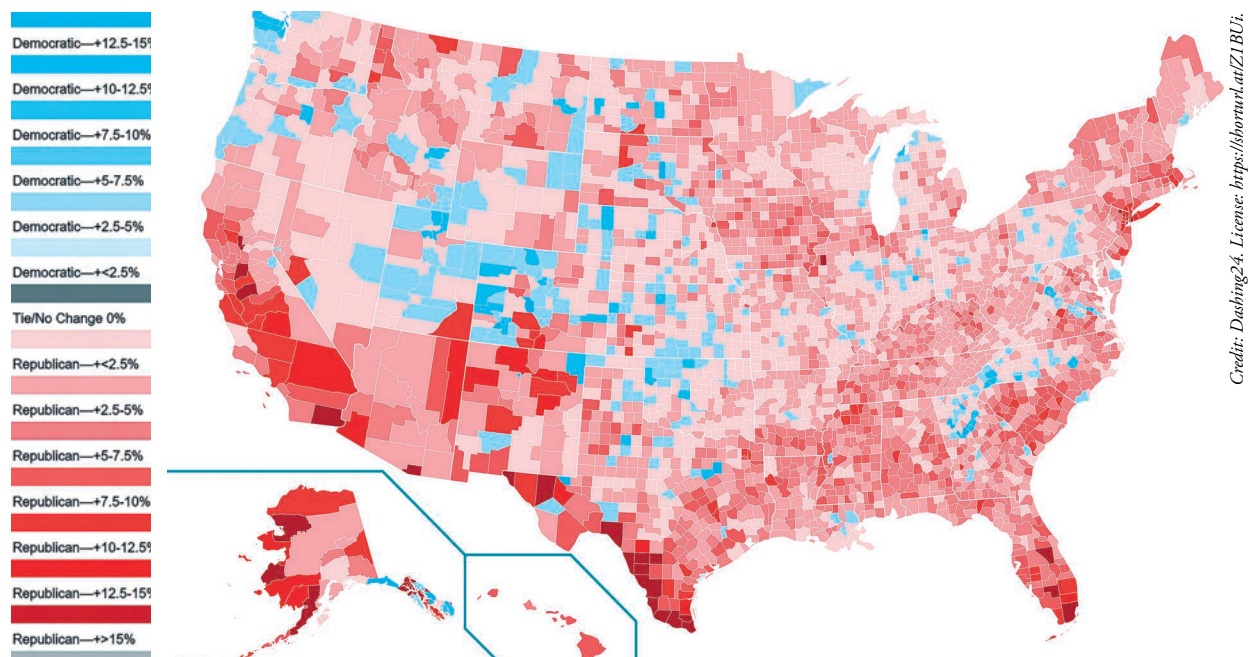 Democratic—+12.5-15%
Democratic—+10-12.5%
Democratic—+7.5-10%
Democratic—+5-7.5%
Democratic—+2.5-5%
Democratic—+<2.5%
Tie/No Change 0%
Republican—+<2.5%
Republican—+2.5-5%
Republican—+5-7.5%
Republican—+7.5-10%
Republican—+10-12.5%
Republican—+12.5-15%
Republican—+>15%
Credit: Dashing24. License: https://shorturl.at/Z1BUi.